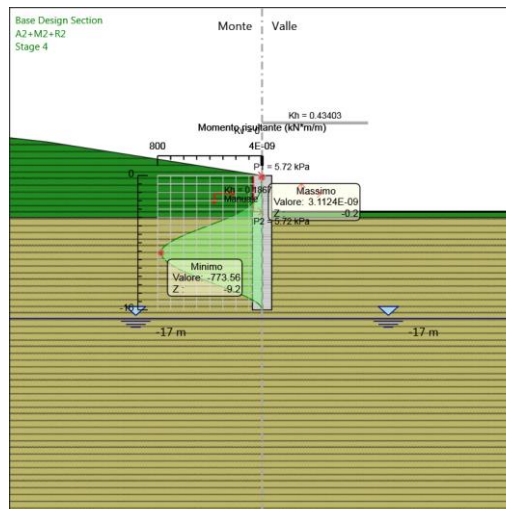 Base Design Section
A2+M2+R2
Stage 4
Monte
Valle
Kh = 0.43403
Momento risultante (kN*m/m)
800
4E-09
= 5.72 kPa
0
Manuale
Massimo
Valore: 3.1124E-09
Z : -0.2
P2 = 5.72 kPa
Minimo
Valore: -773.56
Z : -9.2
-17 m
-17 m